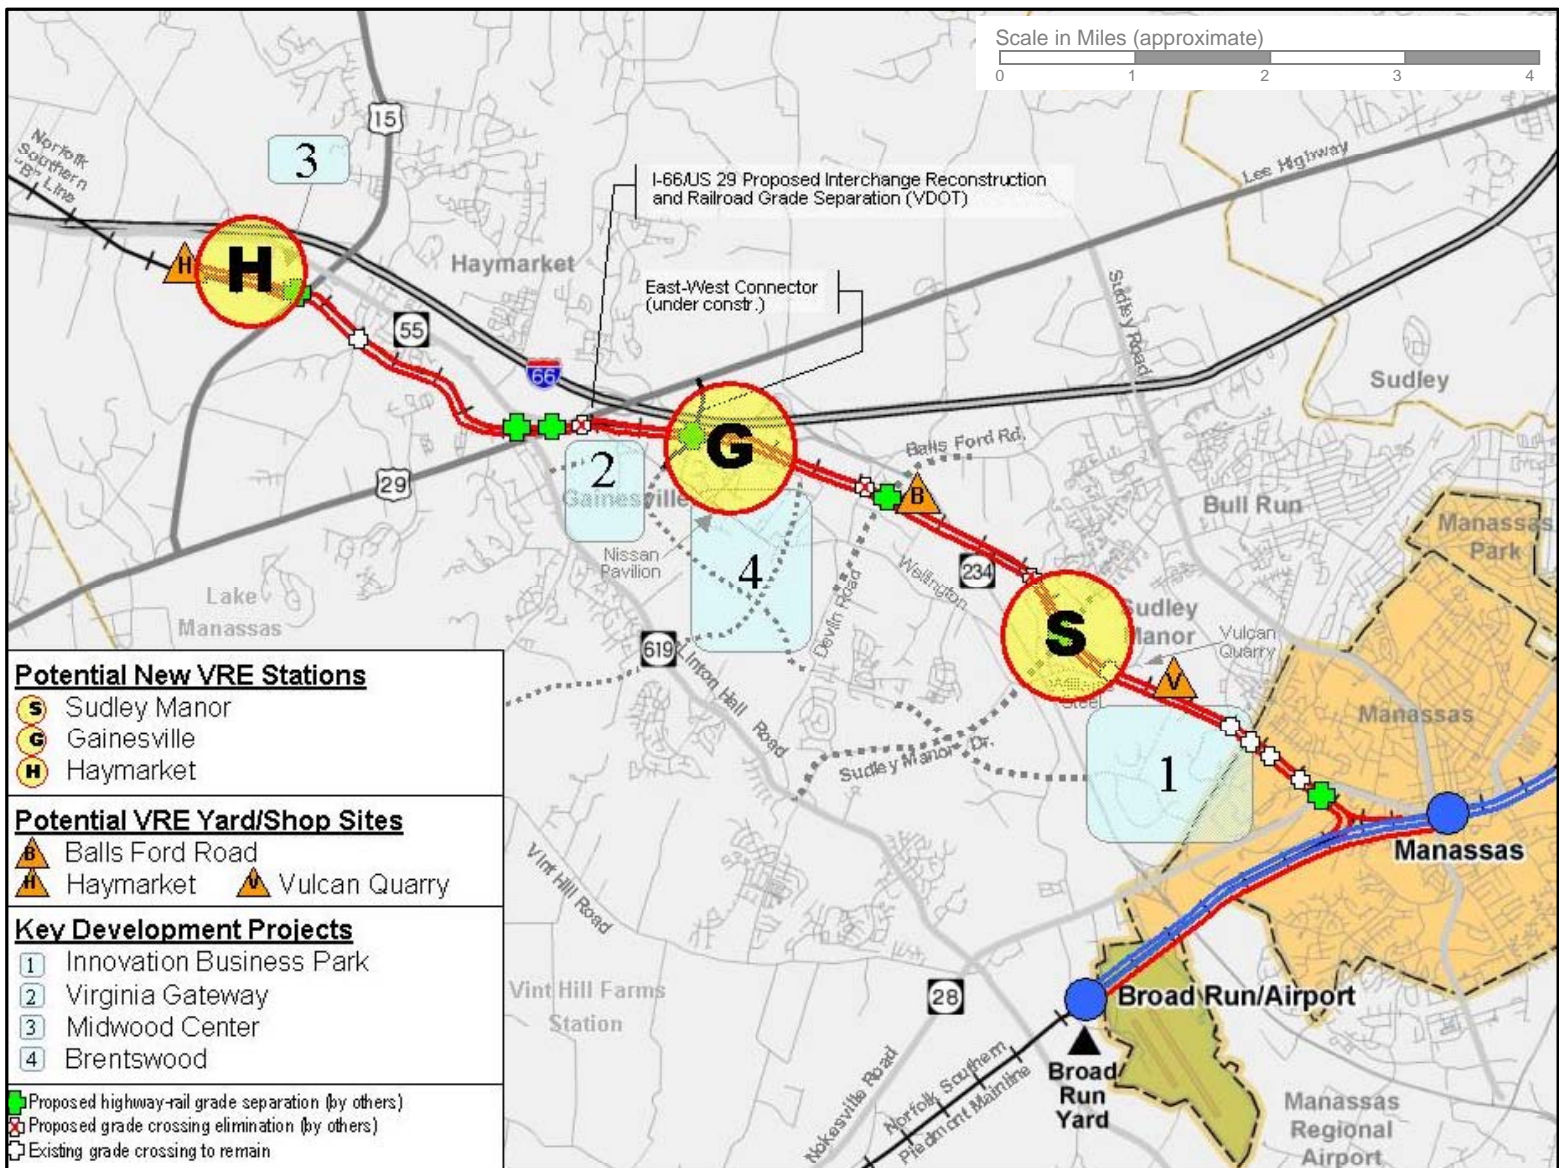 Scale in Miles (approximate)
0 1 2 3 4
Norfolk
Southern
"B" Line
15
3
Lee Highway
I-66/US 29 Proposed Interchange Reconstruction
and Railroad Grade Separation (VDOT)
H
H
Haymarket
East-West Connector
(under constr.)
Sudley Road
55
66
Sudley
G
Balls Ford Rd.
2
29
Gainesville
B
Bull Run
Manassas
Park
Nissan
Pavilion
4
Wellington
234
Devlin Road
Lake
Manassas
S
Sudley
Manor
Vulcan
Quarry
619
Linton Hall Road
V
Steel
Manassas
Sudley Manor Dr.
1
Manassas
Vint Hill Road
Vint Hill Farms
Station
28
Broad Run/Airport
Broad
Run
Yard
Nokesville Road
Norfolk Southern
Piedmont Mainline
Manassas
Regional
Airport
Potential New VRE Stations
S Sudley Manor
G Gainesville
H Haymarket
Potential VRE Yard/Shop Sites
B Balls Ford Road
H Haymarket V Vulcan Quarry
Key Development Projects
1 Innovation Business Park
2 Virginia Gateway
3 Midwood Center
4 Brentswood
Proposed highway-rail grade separation (by others)
Proposed grade crossing elimination (by others)
Existing grade crossing to remain